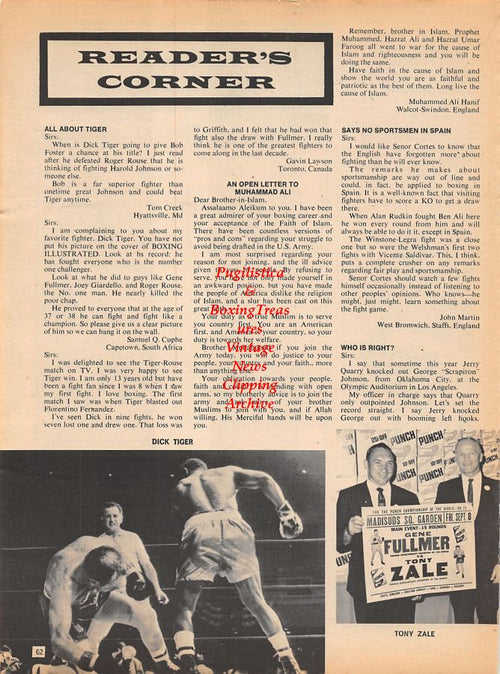 READER'S
CORNER
ALL ABOUT TIGER
Sirs:
When is Dick Tiger going to give Bob
Foster a chance at his title? I just read
after he defeated Roger Rouse that he is
thinking of fighting Harold Johnson or so-
meone else.
Bob is a far superior fighter than
onetime great Johnson and could beat
Tiger anytime.
Tom Creek
Hyattsville, Md
Sirs:
I am complaining to you about my
favorite fighter, Dick Tiger. You have not
put his picture on the cover of BOXING
ILLUSTRATED. Look at his record: he
has fought everyone who is the number
one challenger.
Look at what he did to guys like Gene
Fullmer, Joey Giardello, and Roger Rouse,
the No. one man. He nearly killed the
poor chap.
He proved to everyone that at the age of
37 or 38 he can fight and fight like a
champion. So please give us a clear picture
of him so we can hang it on the wall.
Samuel Q. Cuphe
Capetown, South Africa
Sirs:
I was delighted to see the Tiger-Rouse
match on TV. I was very happy to see
Tiger win. I am only 13 years old but have
been a fight fan since I was 8 when I saw
my first fight. I love boxing. The first
match I saw was when Tiger blasted out
Florentino Fernandez.
I've seen Dick in nine fights, he won
seven lost one and drew one. That loss was
to Griffith, and I felt that he had won that
fight also the draw with Fullmer. I really
think he is one of the greatest fighters to
come along in the last decade.
Gavin Lawson
Toronto, Canada
AN OPEN LETTER TO
MUHAMMAD ALI
Dear Brother-in-Islam,
Assalaamo Aleikum to you. I have been
a great admirer of your boxing career and
your acceptance of the Faith of Islam.
There have been countless versions of
"pros and cons" regarding your struggle to
avoid being drafted in the U.S. Army.
I am most surprised regarding your
reason for not joining, and the ill advice
given you. By refusing to
serve, you have made yourself in
an awkward position, but you have made
the people of America dislike the religion
of Islam, and a slur has been cast on this
great
Your duty as the Muslim is to serve
your country first. You are an American
first, and America is your country, so your
duty is towards her welfare.
Brother if you join the
Army today, you will do justice to your
people, your country and your faith... more
than anything else.
Your obligation towards your people,
faith and with open
arms, so my brotherly advice is to join the
army and of your brother
Muslims to join with you, and if Allah
willing, His Merciful hands will be upon
you.
Remember, brother in Islam, Prophet
Muhammed, Hazrat Ali and Hazrat Umar
Faroog all went to war for the cause of
Islam and righteousness and you will be
doing the same.
Have faith in the cause of Islam and
show the world you are as faithful and
patriotic as the best of them. Long live the
cause of Islam.
Muhammed Ali Hanif
Walcot-Swindon, England
SAYS NO SPORTSMEN IN SPAIN
Sirs:
I would like Senor Cortes to know that
the English have forgotten more about
fighting than he will ever know.
The remarks he makes about
sportsmanship are way out of line and
could, in fact, be applied to boxing in
Spain. It is a well-known fact that visiting
fighters have to score a KO to get a draw
there.
When Alan Rudkin fought Ben Ali here
he won every round from him and will
always be able to do it, except in Spain.
The Winstone-Legra fight was a close
one but so were the Welshman's first two
fights with Vicente Saldivar. This, I think,
puts a complete crusher on any remarks
regarding fair play and sportsmanship.
Senor Cortes should watch a few fights
himself occasionally instead of listening to
other peoples' opinions. Who knows—he
might, just might, learn something about
the fight game.
John Martin
West Bromwich, Staffs, England
WHO IS RIGHT?
I say that sometime this year Jerry
Quarry knocked out George "Scrapiron"
Johnson, from Oklahoma City, at the
Olympic Auditorium in Los Angeles.
My officer in charge says that Quarry
only outpointed Johnson. Let's set the
record straight. I say Jerry knocked
George out with booming left hooks.
Pugilistica
&
BoxingTreas
ures
Vintage
News
Clipping
Archive
DICK TIGER
62
PUNCH
PUNCH
MADISUDS SQ. GARDEN FRI. SEPT. 6
MAIN EVENT - 15 ROUNDS
GENE
FULLMER
VS
TONY
ZALE
TONY ZALE